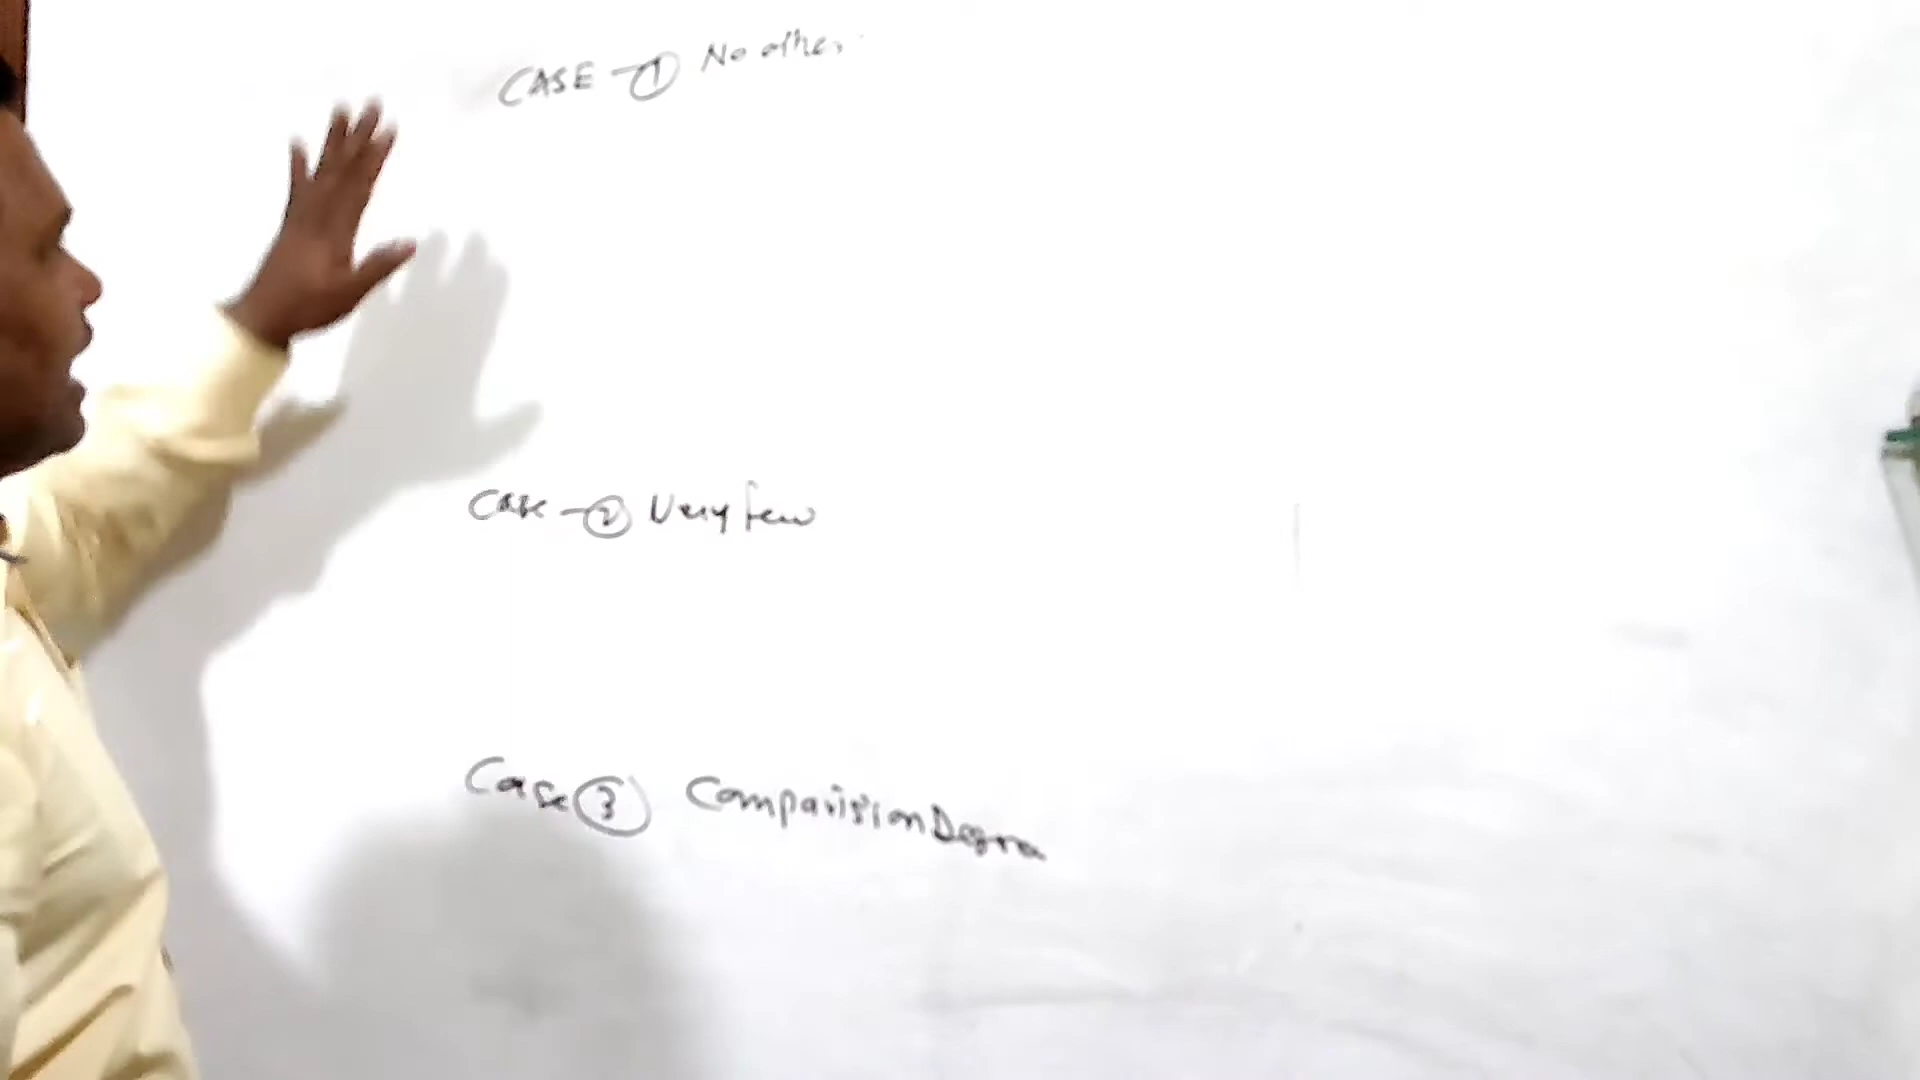 CASE - ① No other
Case - ② Very few
Case ③ Comparision Degree